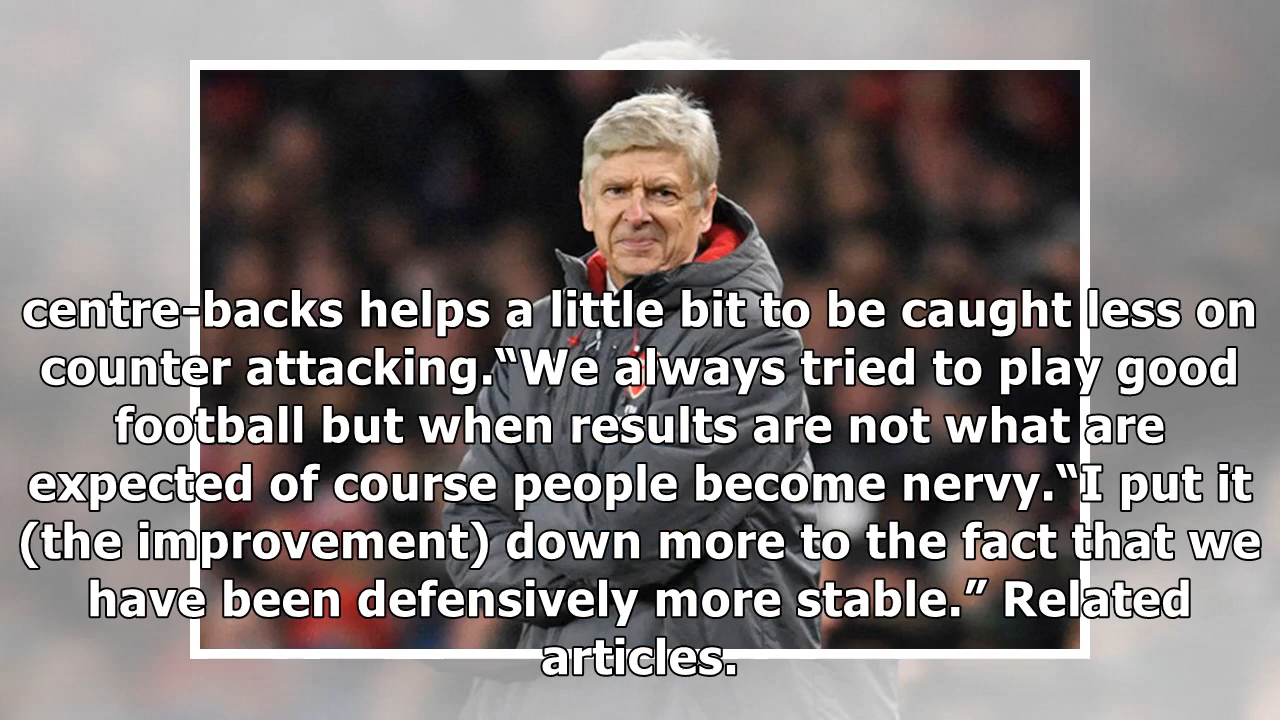 centre-backs helps a little bit to be caught less on
counter attacking.“We always tried to play good
football but when results are not what are
expected of course people become nervy.“I put it
(the improvement) down more to the fact that we
have been defensively more stable.” Related
articles.